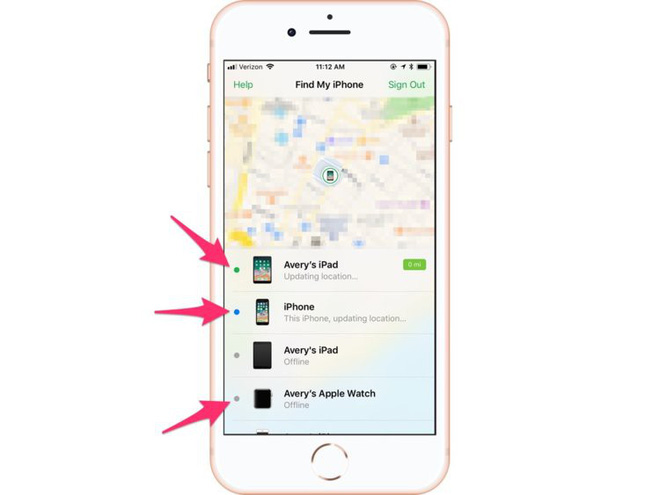 Verizon 11:12 AM
Help Find My iPhone Sign Out
Avery's iPad
Updating location...
0 mi
iPhone
This iPhone, updating location...
Avery's iPad
Offline
Avery's Apple Watch
Offline